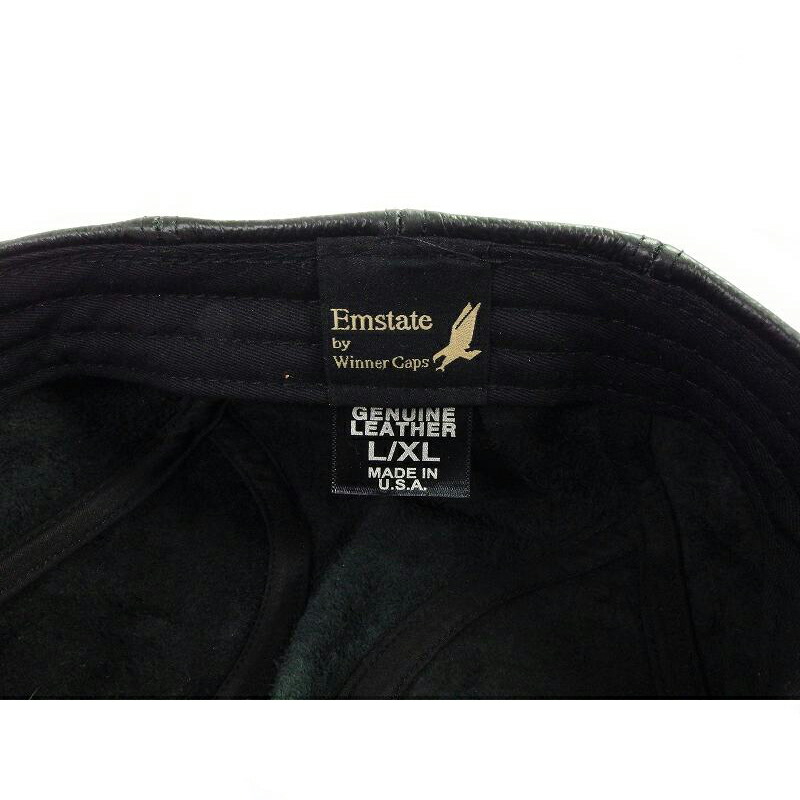 Emstate
by
Winner Caps
GENUINE
LEATHER
L/XL
MADE IN
U.S.A.